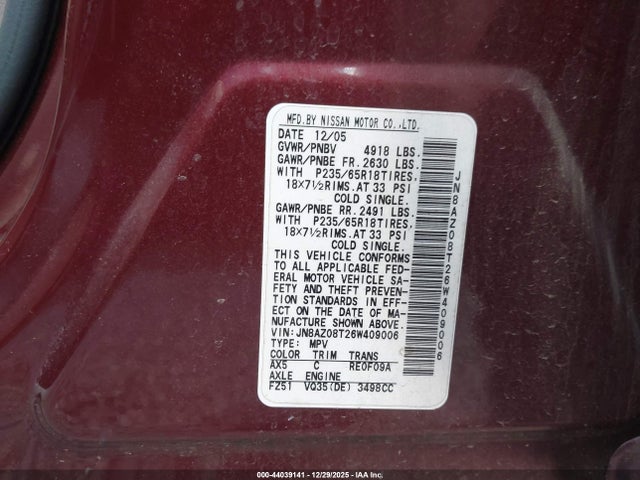 MFD.BY NISSAN MOTOR CO.,LTD.
DATE 12/05
GVWR/PNBV 4918 LBS.
GAWR/PNBE FR. 2630 LBS.
WITH P235/65R18TIRES.
18×7½RIMS.AT 33 PSI
COLD SINGLE.
GAWR/PNBE RR. 2491 LBS.
WITH P235/65R18TIRES.
18×7½RIMS.AT 33 PSI
COLD SINGLE.
THIS VEHICLE CONFORMS
TO ALL APPLICABLE FED-
ERAL MOTOR VEHICLE SA-
FETY AND THEFT PREVEN-
TION STANDARDS IN EFF-
ECT ON THE DATE OF MA-
NUFACTURE SHOWN ABOVE.
VIN:JN8AZ08T26W409006
TYPE: MPV
COLOR TRIM TRANS
AX5 C RE0F09A
AXLE ENGINE
FZ51 VQ35(DE) 3498CC
JN8AZ08T26W409006
000-44039141 - 12/29/2025 - IAA Inc.